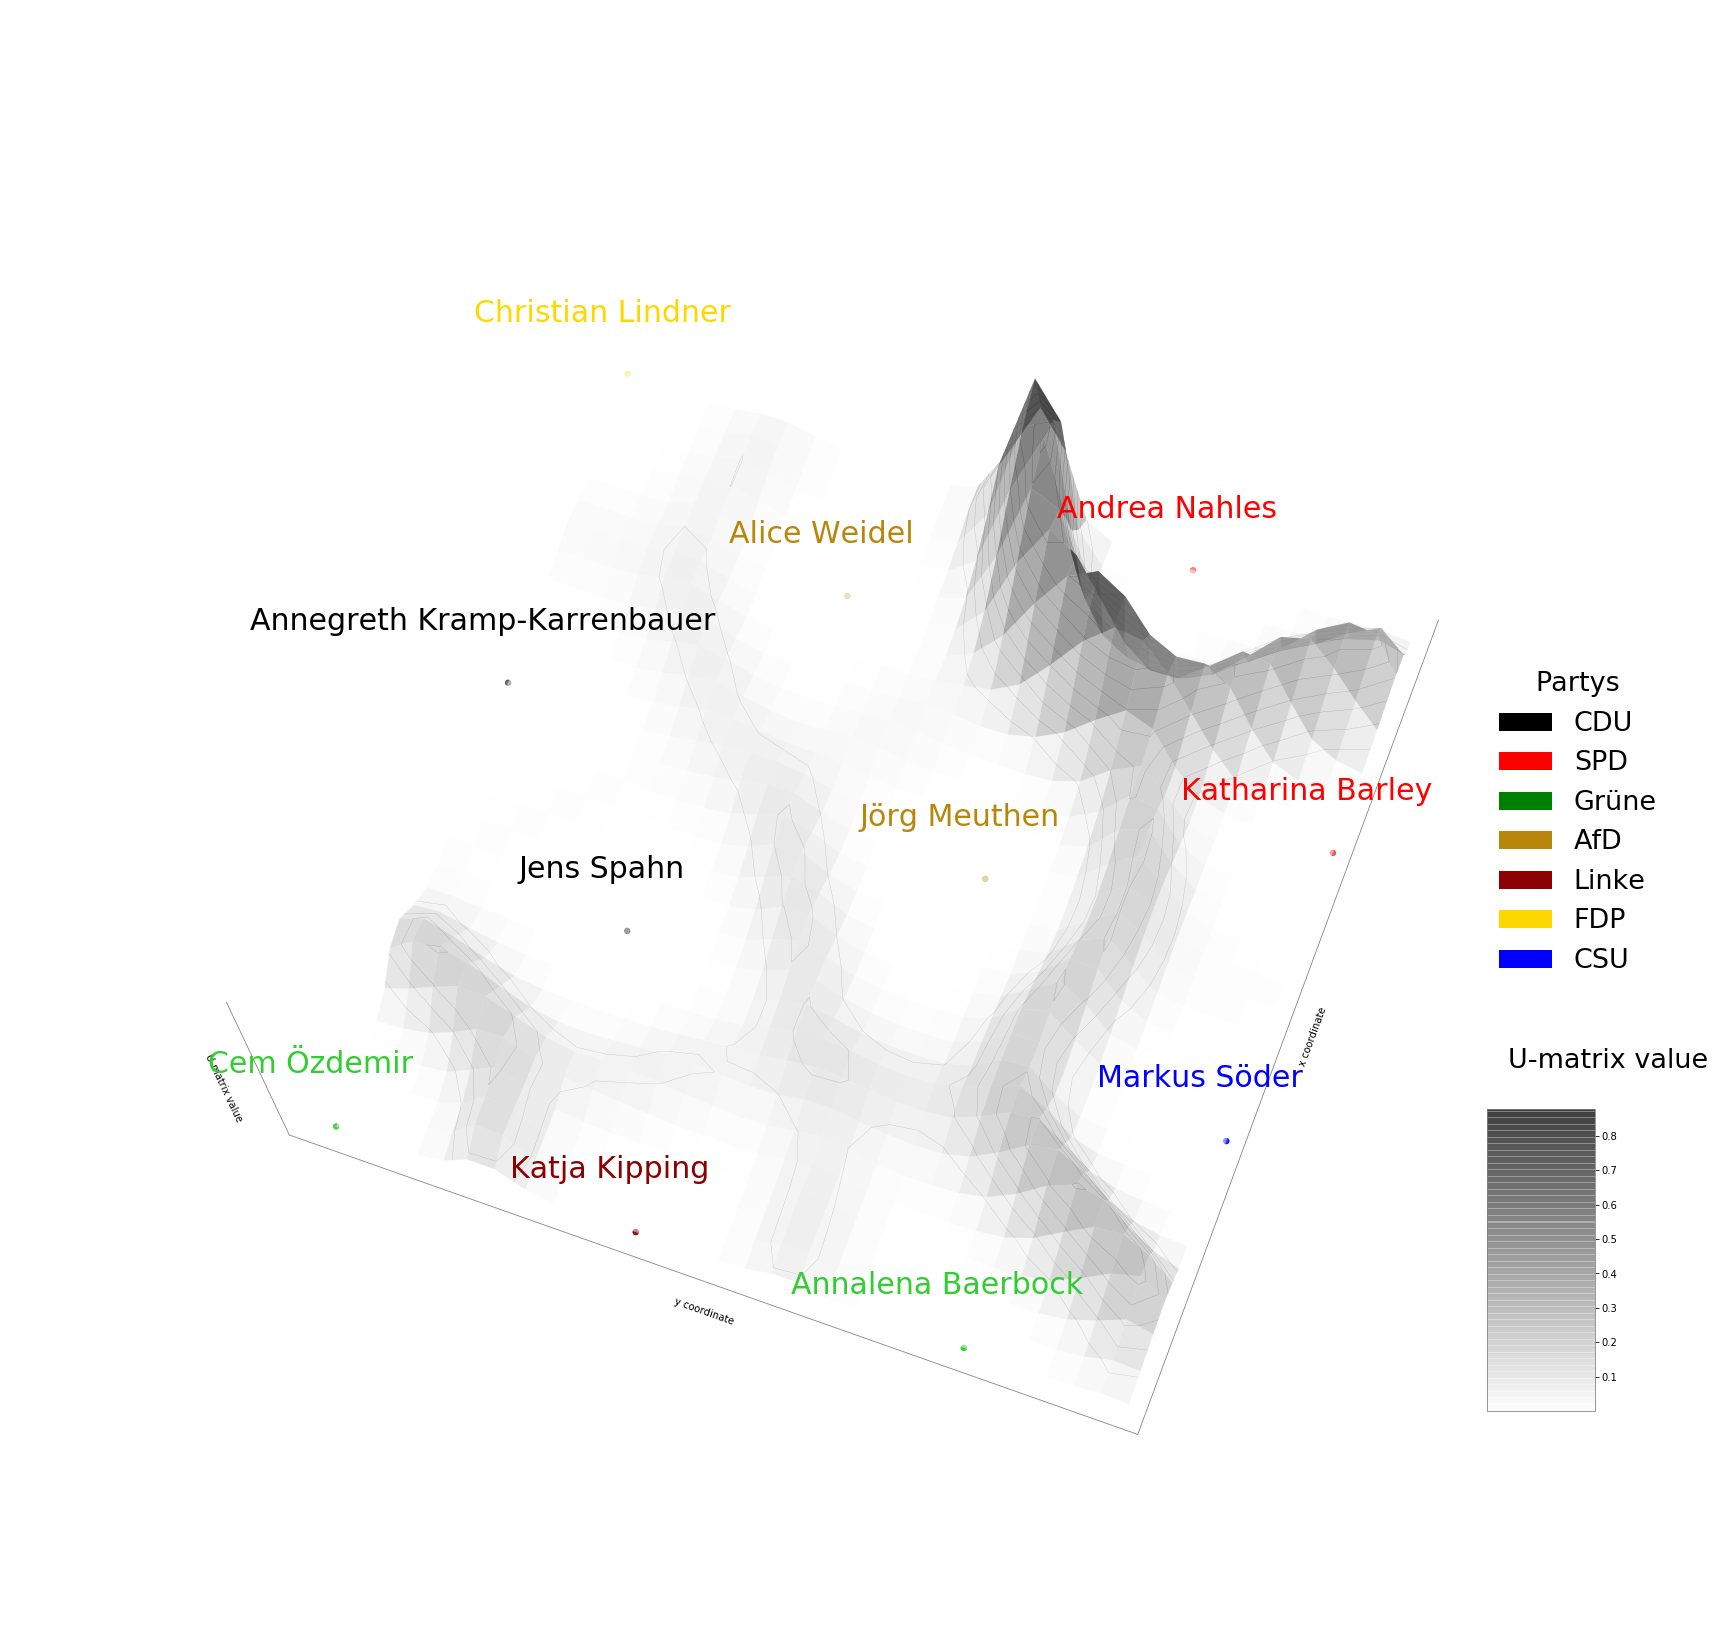 Christian Lindner
Andrea Nahles
Alice Weidel
Annegreth Kramp-Karrenbauer
Katharina Barley
Jörg Meuthen
Jens Spahn
Cem Özdemir
Markus Söder
Katja Kipping
Annalena Baerbock
U-matrix value
y coordinate
x coordinate
Partys
CDU
SPD
Grüne
AfD
Linke
FDP
CSU
U-matrix value
0.8
0.7
0.6
0.5
0.4
0.3
0.2
0.1